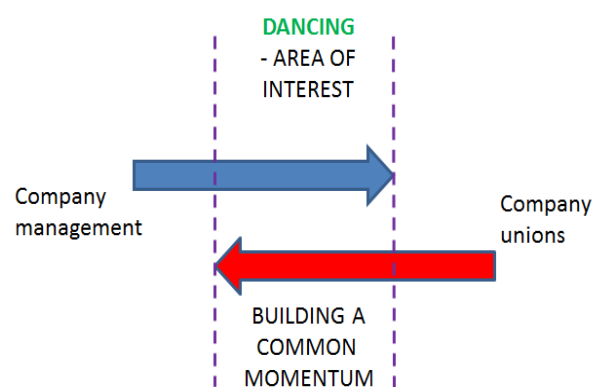 DANCING
- AREA OF
INTEREST
Company
management
Company
unions
BUILDING A
COMMON
MOMENTUM